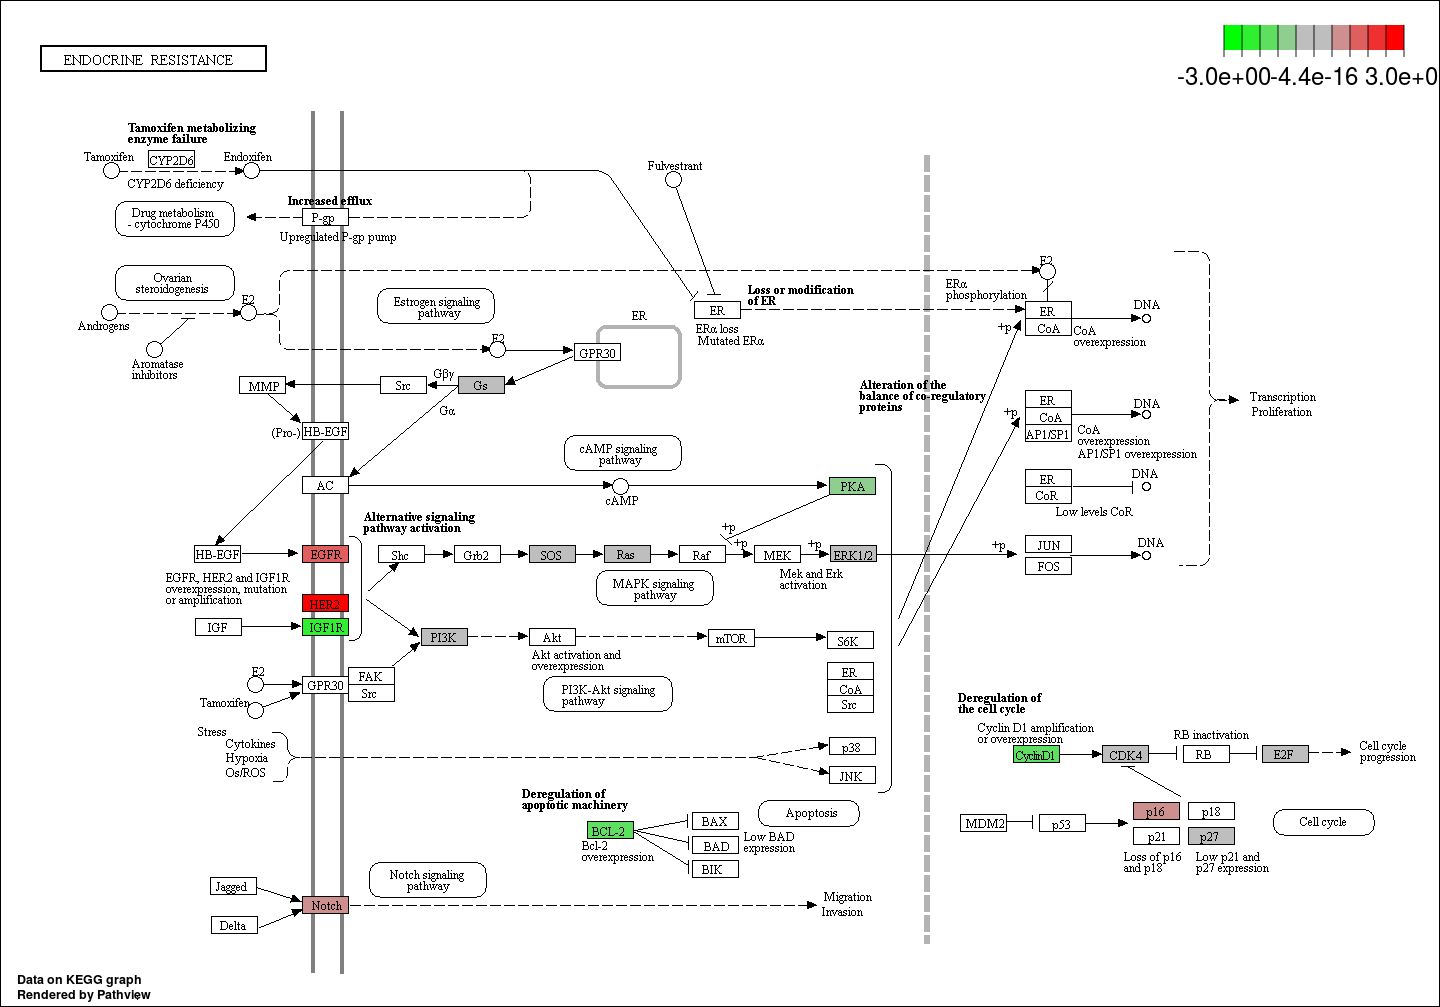 ENDOCRINE RESISTANCE
-3.0e+00-4.4e-16 3.0e+0
Tamoxifen metabolizing
enzyme failure
Tamoxifen
CYP2D6
Endoxifen
CYP2D6 deficiency
Fulvestrant
Increased efflux
Drug metabolism
- cytochrome P450
P-gp
Upregulated P-gp pump
Ovarian
steroidogenesis
E2
Androgens
Aromatase
inhibitors
Estrogen signaling
pathway
E2
ER
GPR30
ER
ERα loss
Mutated ERα
Loss or modification
of ER
E2
ERα
phosphorylation
ER
CoA
+p
CoA
overexpression
DNA
MMP
Src
Gβγ
Gs
Gα
(Pro-)
HB-EGF
Alteration of the
balance of co-regulatory
proteins
+p
ER
CoA
AP1/SP1
DNA
CoA
overexpression
AP1/SP1 overexpression
Transcription
Proliferation
cAMP signaling
pathway
AC
cAMP
PKA
ER
CoR
DNA
Low levels CoR
Alternative signaling
pathway activation
+p
HB-EGF
EGFR
Shc
Grb2
SOS
Ras
Raf
+p
MEK
+p
ERK1/2
+p
JUN
FOS
DNA
EGFR, HER2 and IGF1R
overexpression, mutation
or amplification
HER2
MAPK signaling
pathway
Mek and Erk
activation
IGF
IGF1R
PI3K
Akt
mTOR
S6K
Akt activation and
overexpression
E2
Tamoxifen
GPR30
FAK
Src
PI3K-Akt signaling
pathway
ER
CoA
Src
Stress
Cytokines
Hypoxia
Os/ROS
p38
JNK
Deregulation of
the cell cycle
Cyclin D1 amplification
or overexpression
CyclinD1
CDK4
RB inactivation
RB
E2F
Cell cycle
progression
MDM2
p53
p16
p18
p21
p27
Cell cycle
Loss of p16
and p18
Low p21 and
p27 expression
Deregulation of
apoptotic machinery
BCL-2
Bcl-2
overexpression
BAX
BAD
BIK
Low BAD
expression
Apoptosis
Notch signaling
pathway
Jagged
Delta
Notch
Migration
Invasion
Data on KEGG graph
Rendered by Pathview